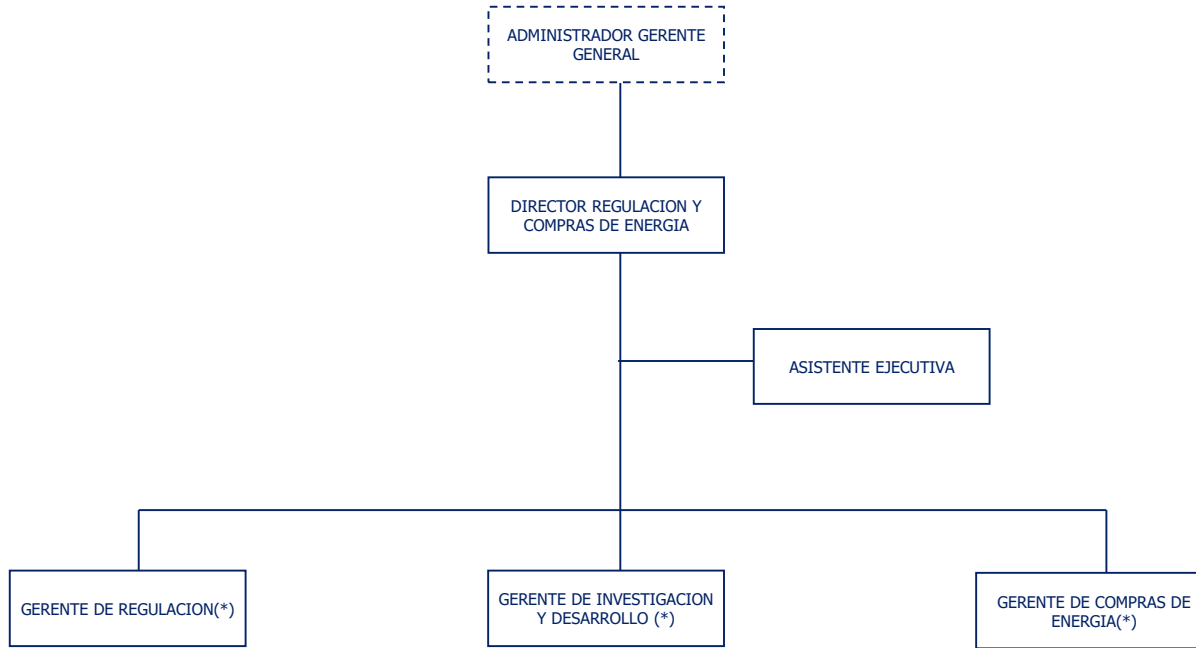 ADMINISTRADOR GERENTE
GENERAL
DIRECTOR REGULACION Y
COMPRAS DE ENERGIA
ASISTENTE EJECUTIVA
GERENTE DE REGULACION(*)
GERENTE DE INVESTIGACION
Y DESARROLLO (*)
GERENTE DE COMPRAS DE
ENERGIA(*)